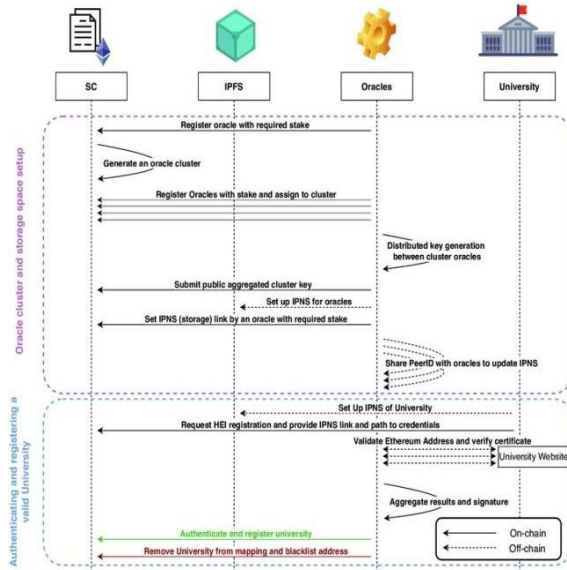 SC
IPFS
Oracles
University
Oracle cluster and storage space setup
Register oracle with required stake
Generate an oracle cluster
Register Oracles with stake and assign to cluster
Distributed key generation
between cluster oracles
Submit public aggregated cluster key
Set up IPNS for oracles
Set IPNS (storage) link by an oracle with required stake
Share PeerID with oracles to update IPNS
Authenticating and registering a
valid University
Set Up IPNS of University
Request HEI registration and provide IPNS link and path to credentials
Validate Ethereum Address and verify certificate
University Website
Aggregate results and signature
Authenticate and register university
Remove University from mapping and blacklist address
On-chain
Off-chain